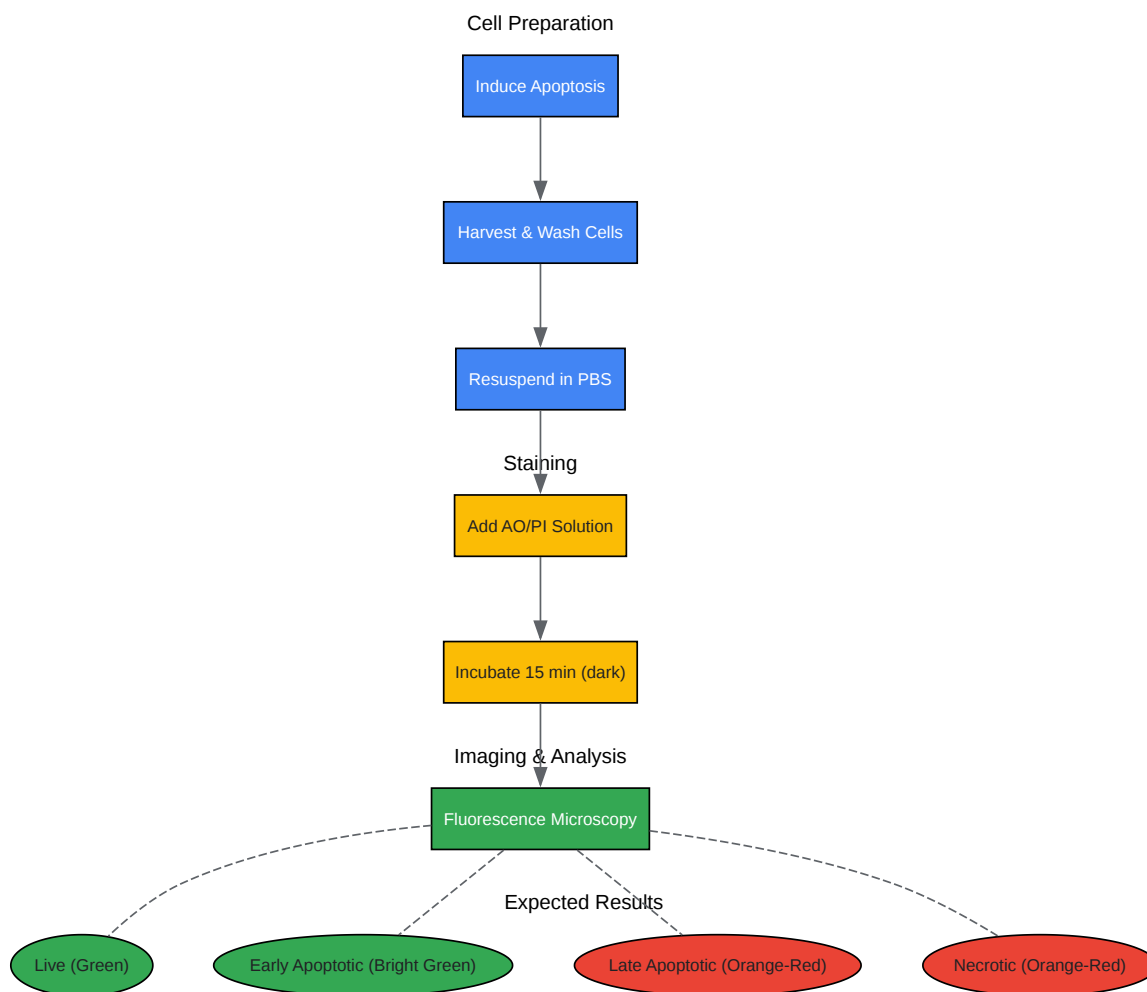 Cell Preparation
Induce Apoptosis
Harvest & Wash Cells
Resuspend in PBS
Staining
Add AO/PI Solution
Incubate 15 min (dark)
Imaging & Analysis
Fluorescence Microscopy
Expected Results
Live (Green)
Early Apoptotic (Bright Green)
Late Apoptotic (Orange-Red)
Necrotic (Orange-Red)